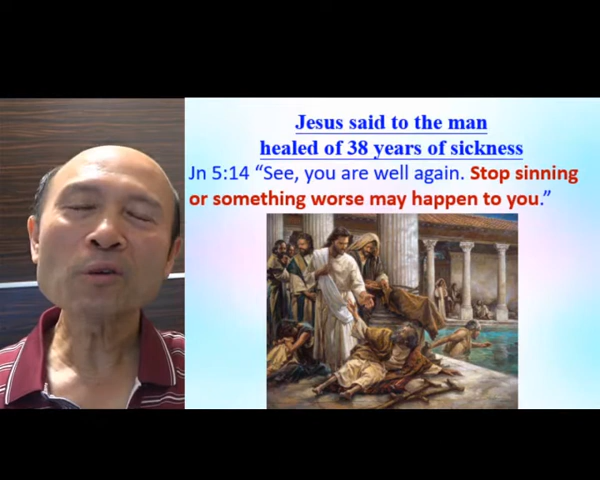 Jesus said to the man
healed of 38 years of sickness
Jn 5:14 “See, you are well again. Stop sinning
or something worse may happen to you.”